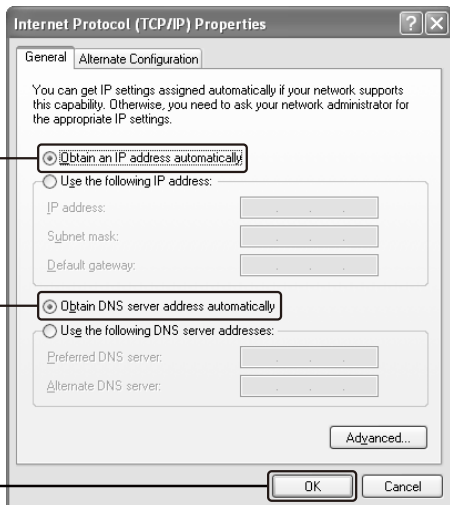 Internet Protocol (TCP/IP) Properties
General Alternate Configuration
You can get IP settings assigned automatically if your network supports
this capability. Otherwise, you need to ask your network administrator for
the appropriate IP settings.
Obtain an IP address automatically
Use the following IP address:
IP address:
Subnet mask:
Default gateway:
Obtain DNS server address automatically
Use the following DNS server addresses:
Preferred DNS server:
Alternate DNS server:
Advanced...
OK Cancel